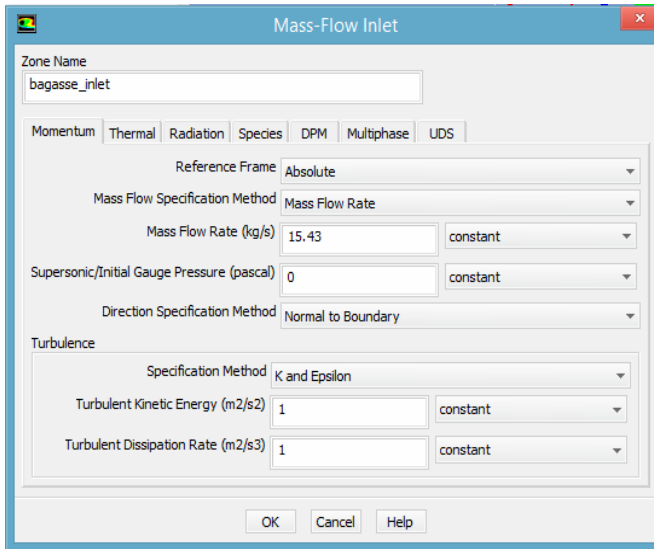 Mass-Flow Inlet
Zone Name
bagasse_inlet
Momentum Thermal Radiation Species DPM Multiphase UDS
Reference Frame Absolute
Mass Flow Specification Method Mass Flow Rate
Mass Flow Rate (kg/s) 15.43 constant
Supersonic/Initial Gauge Pressure (pascal) 0 constant
Direction Specification Method Normal to Boundary
Turbulence
Specification Method K and Epsilon
Turbulent Kinetic Energy (m2/s2) 1 constant
Turbulent Dissipation Rate (m2/s3) 1 constant
OK Cancel Help